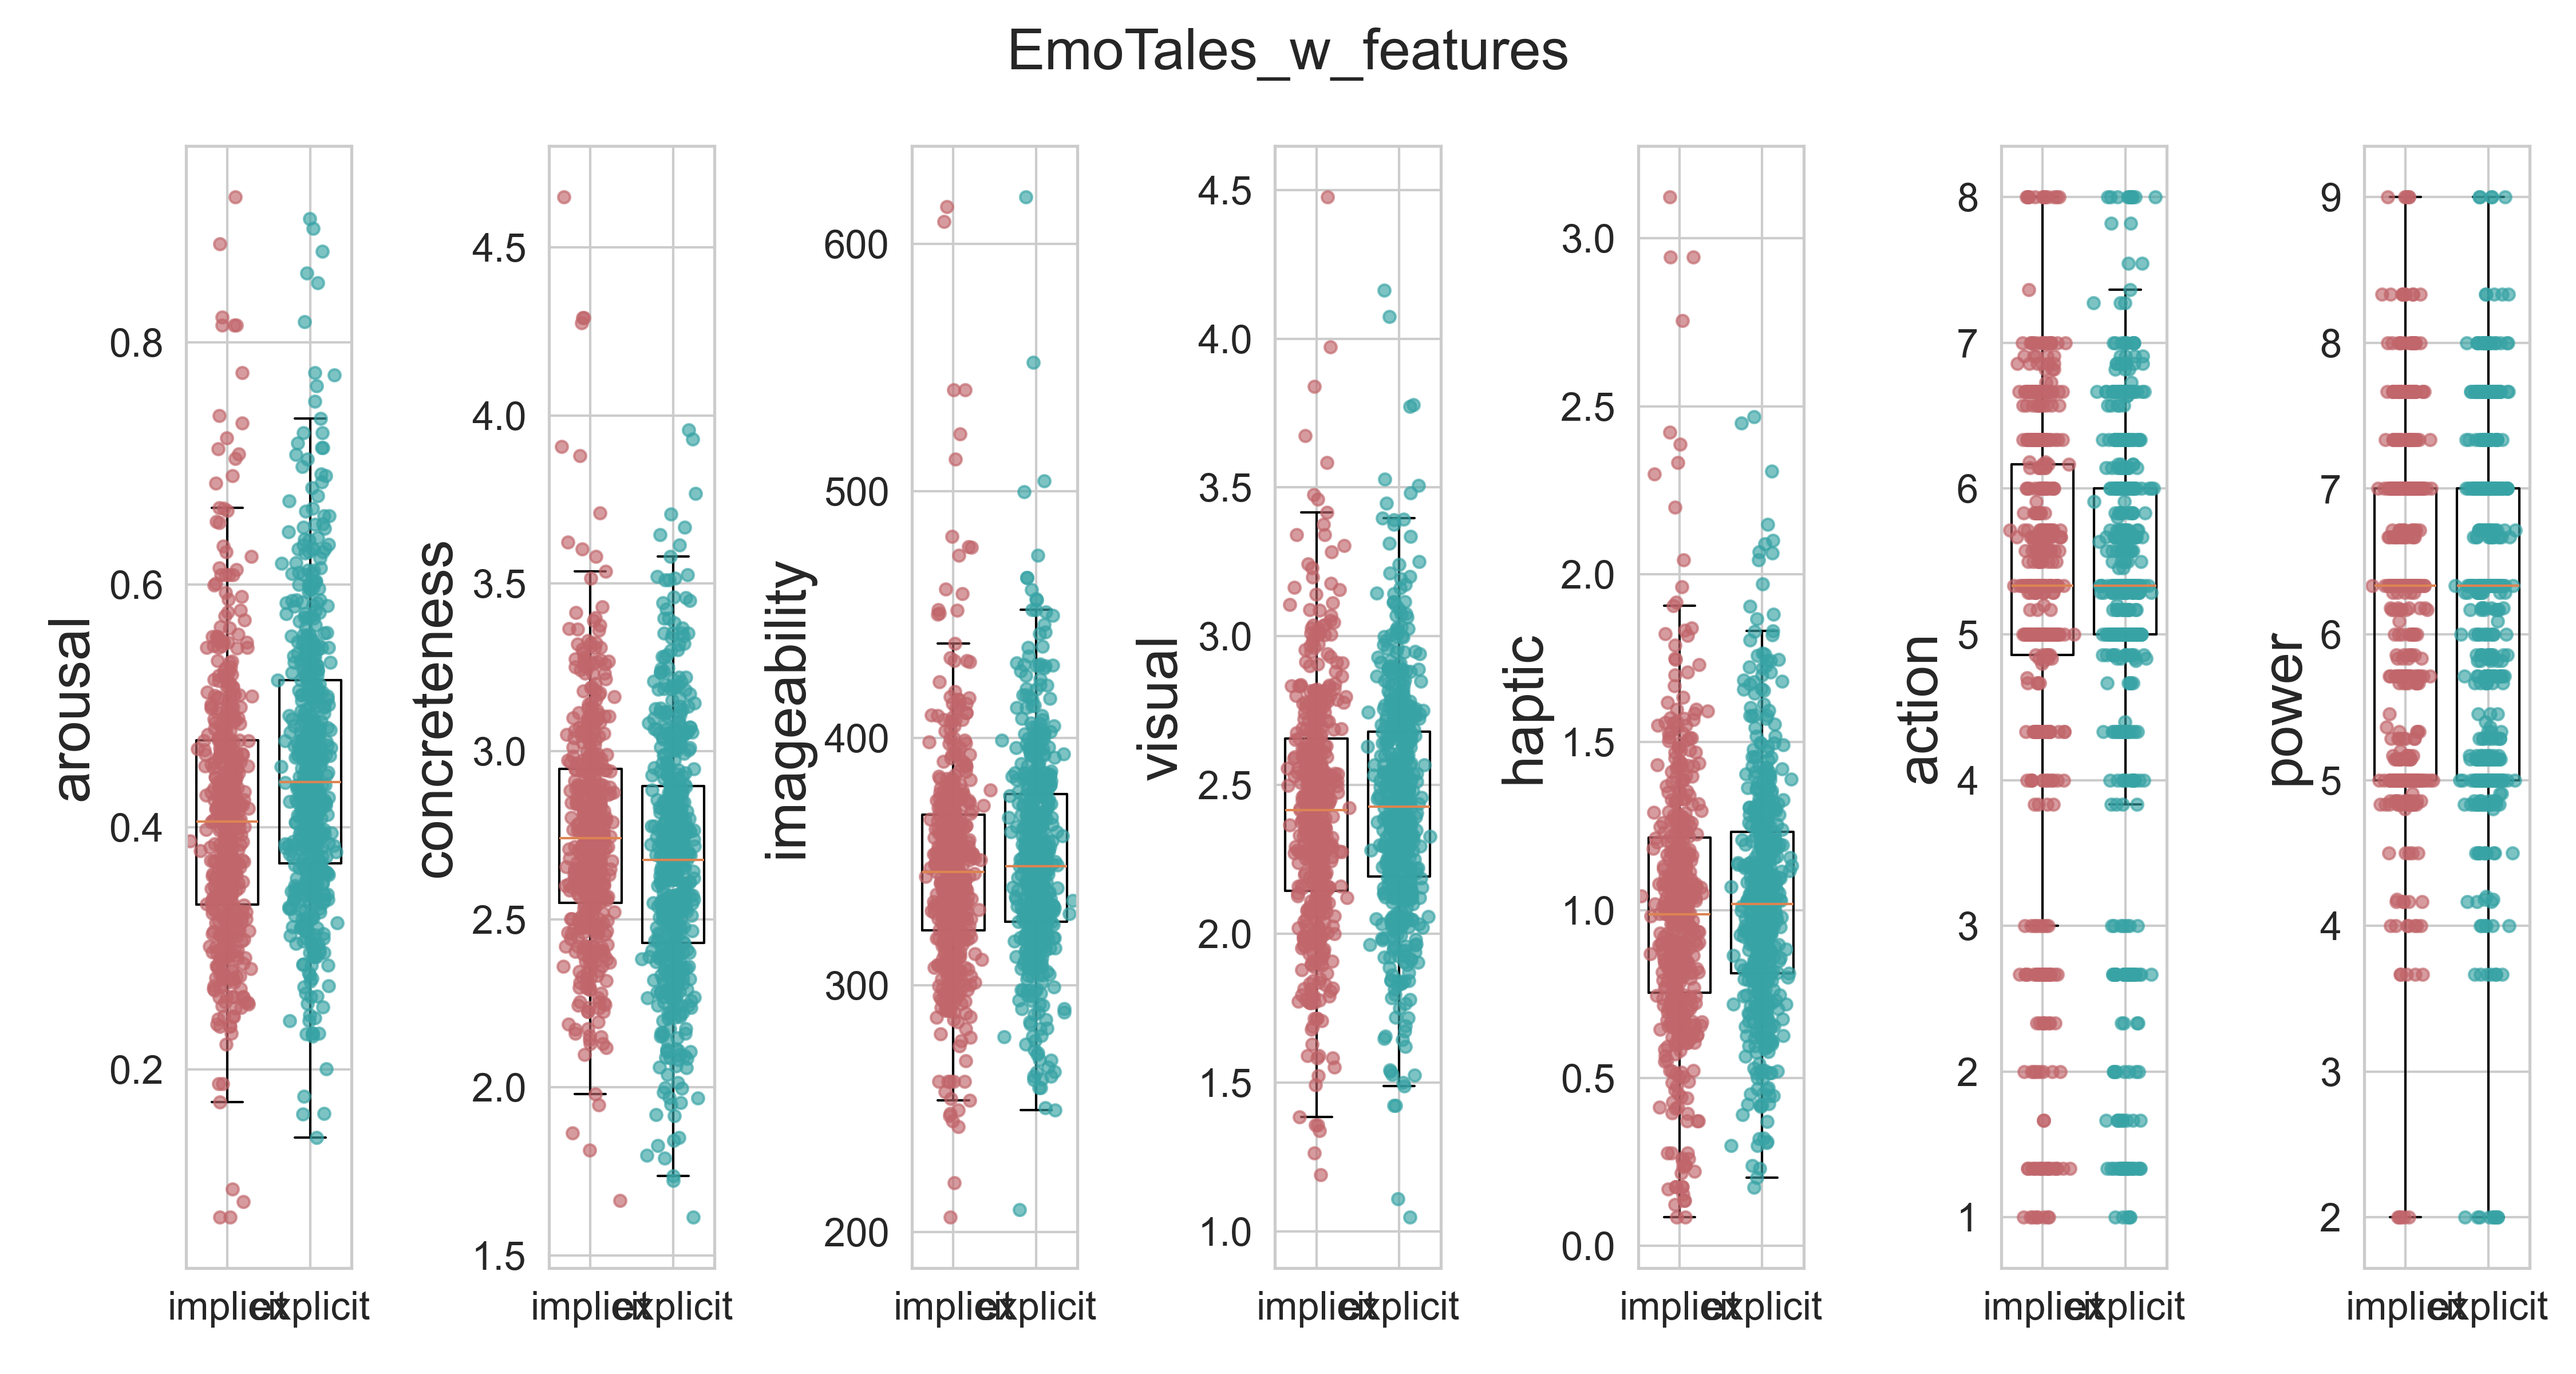 EmoTales_w_features
arousal
0.8
0.6
0.4
0.2
implicit
explicit
concreteness
4.5
4.0
3.5
3.0
2.5
2.0
1.5
implicit
explicit
imageability
600
500
400
300
200
implicit
explicit
visual
4.5
4.0
3.5
3.0
2.5
2.0
1.5
1.0
implicit
explicit
haptic
3.0
2.5
2.0
1.5
1.0
0.5
0.0
implicit
explicit
action
8
7
6
5
4
3
2
1
implicit
explicit
power
9
8
7
6
5
4
3
2
implicit
explicit